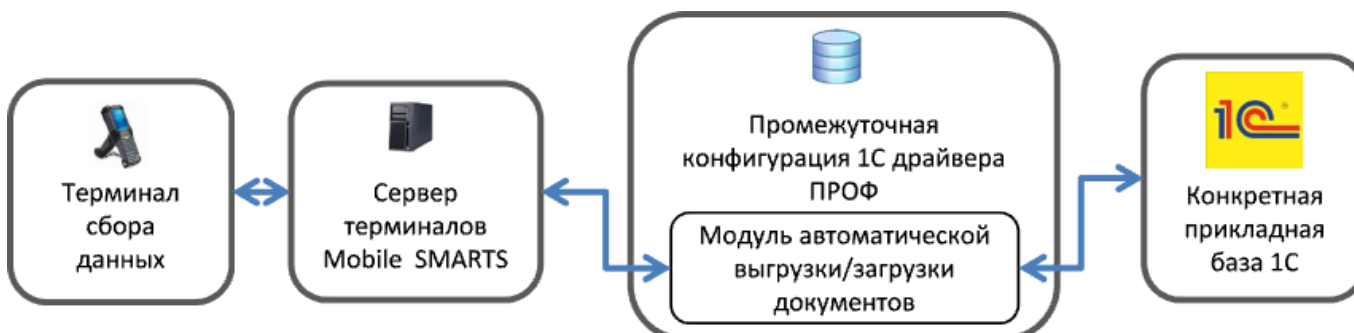 Терминал
сбора
данных
Сервер
терминалов
Mobile SMARTS
Промежуточная
конфигурация 1С драйвера
ПРОФ
Модуль автоматической
выгрузки/загрузки
документов
1С®
Конкретная
прикладная
база 1С